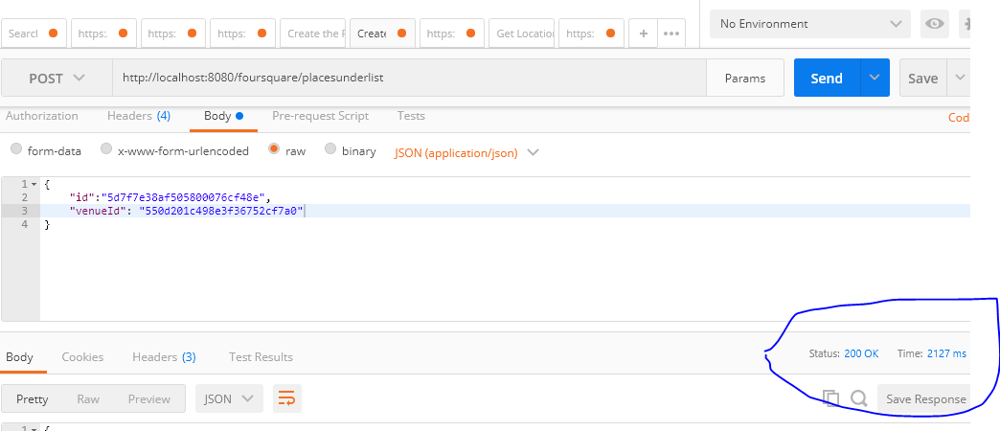 Search https:. https:. https:. Create the F Create https:. Get Location https:. + ••• No Environment
POST http://localhost:8080/foursquare/placesunderlist Params Send Save
Authorization Headers (4) Body Pre-request Script Tests Cod
form-data x-www-form-urlencoded raw binary JSON (application/json)
1 {
2 "id":"5d7f7e38af505800076cf48e",
3 "venueId": "550d201c498e3f36752cf7a0"
4 }
Body Cookies Headers (3) Test Results Status: 200 OK Time: 2127 ms
Pretty Raw Preview JSON Save Response
1 {